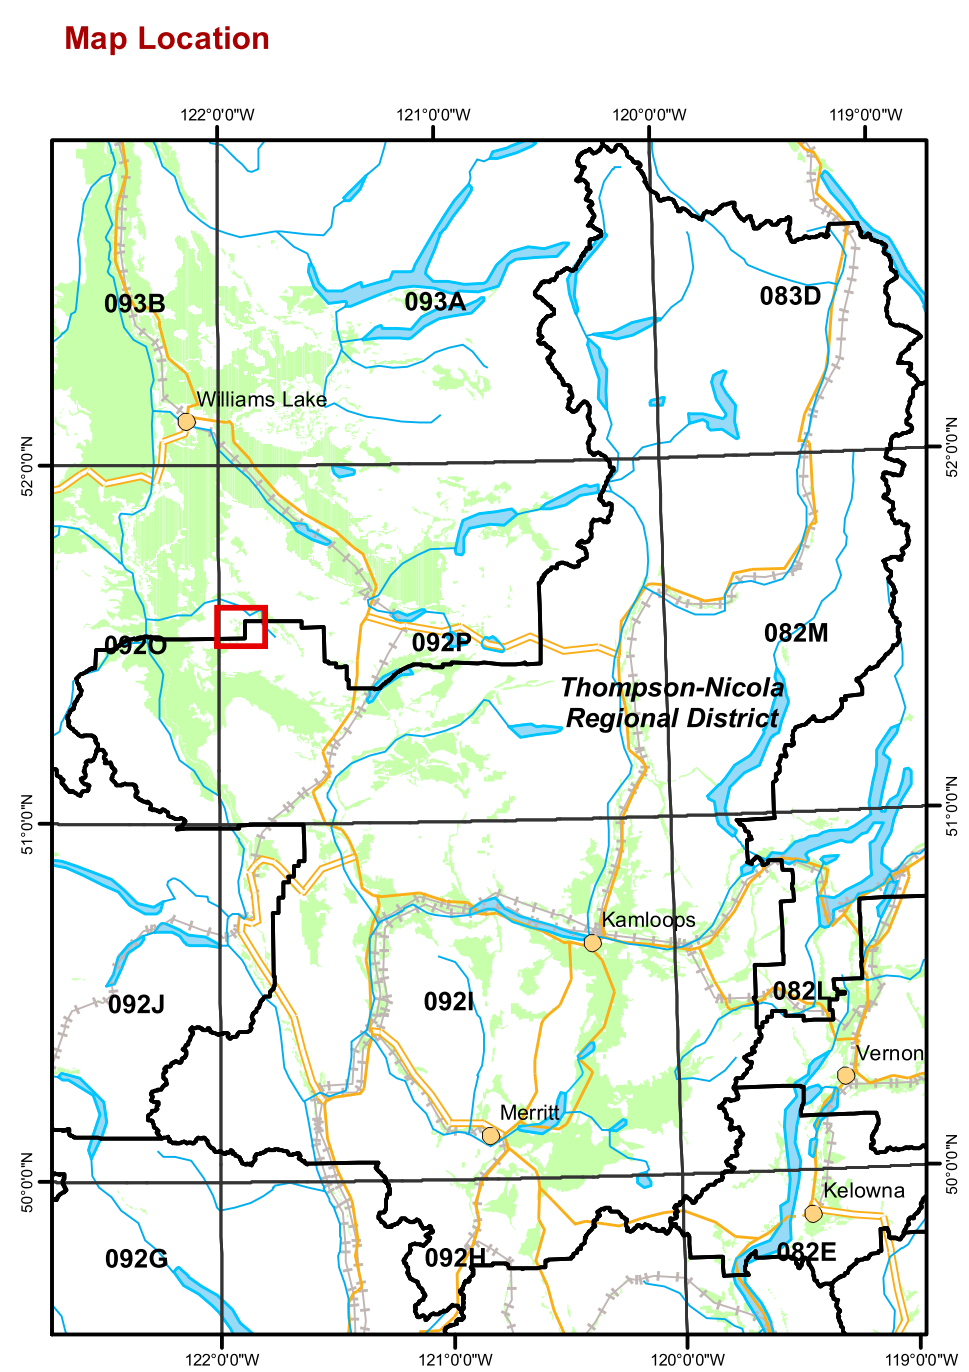 Map Location
122°0'0"W
121°0'0"W
120°0'0"W
119°0'0"W
093B
093A
083D
Williams Lake
52°0'0"N
52°0'0"N
092O
092P
082M
Thompson-Nicola
Regional District
51°0'0"N
51°0'0"N
Kamloops
092J
092I
082L
Vernon
Merritt
50°0'0"N
50°0'0"N
Kelowna
092G
092H
082E
122°0'0"W
121°0'0"W
120°0'0"W
119°0'0"W